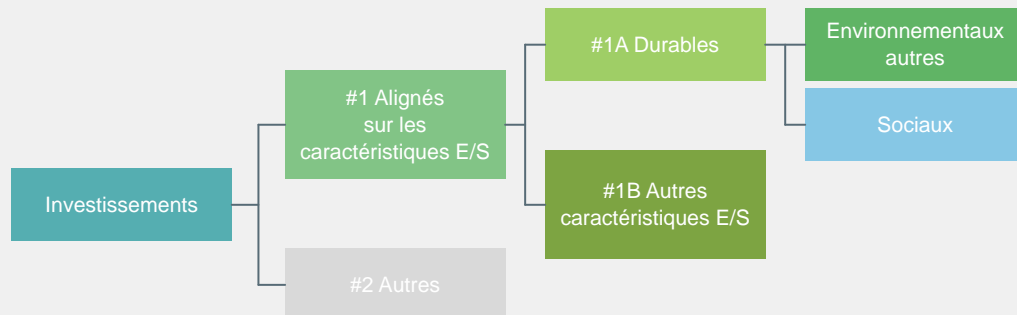 Investissements
#1 Alignés
sur les
caractéristiques E/S
#2 Autres
#1A Durables
#1B Autres
caractéristiques E/S
Environnementaux
autres
Sociaux